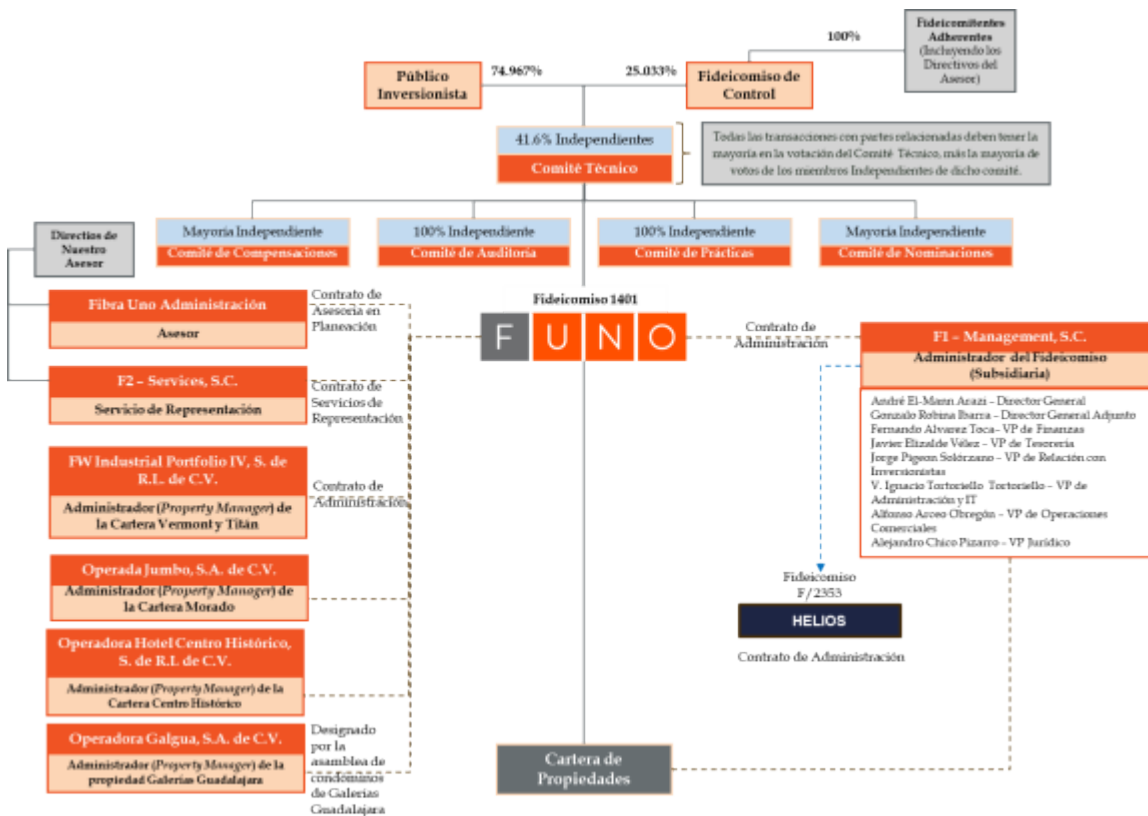 100%
Fideicomitentes
Adherentes
(Incluyendo los
Directivos del
Asesor)
Público
Inversionista
74.967%
25.033%
Fideicomiso de
Control
41.6% Independientes
Comité Técnico
Todas las transacciones con partes relacionadas deben tener la
mayoría en la votación del Comité Técnico, más la mayoría de
votos de los miembros Independientes de dicho comité.
Mayoría Independiente
Comité de Compensaciones
100% Independiente
Comité de Auditoría
100% Independiente
Comité de Prácticas
Mayoría Independiente
Comité de Nominaciones
Directios de
Nuestro
Asesor
Fibra Uno Administración
Asesor
Contrato de
Asesoría en
Planeación
F2 – Services, S.C.
Servicio de Representación
Contrato de
Servicios de
Representación
FW Industrial Portfolio IV, S. de
R.L. de C.V.
Administrador (Property Manager) de
la Cartera Vermont y Titán
Contrato de
Administración
Operada Jumbo, S.A. de C.V.
Administrador (Property Manager) de
la Cartera Morado
Operadora Hotel Centro Histórico,
S. de R.L de C.V.
Administrador (Property Manager) de la
Cartera Centro Histórico
Operadora Galgua, S.A. de C.V.
Administrador (Property Manager) de la
propiedad Galerías Guadalajara
Designado
por la
asamblea de
condóminos
de Galerías
Guadalajara
Fideicomiso 1401
FUNO
Contrato de
Administración
F1 – Management, S.C.
Administrador del Fideicomiso
(Subsidiaria)
André El-Mann Arazi – Director General
Gonzalo Robina Ibarra – Director General Adjunto
Fernando Alvarez Toca– VP de Finanzas
Javier Elizalde Vélez – VP de Tesorería
Jorge Pigeon Solórzano – VP de Relación con
Inversionistas
V. Ignacio Tortoriello Tortoriello – VP de
Administración y IT
Alfonso Arceo Obregón – VP de Operaciones
Comerciales
Alejandro Chico Pizarro – VP Jurídico
Fideicomiso
F/2353
HELIOS
Contrato de Administración
Cartera de
Propiedades